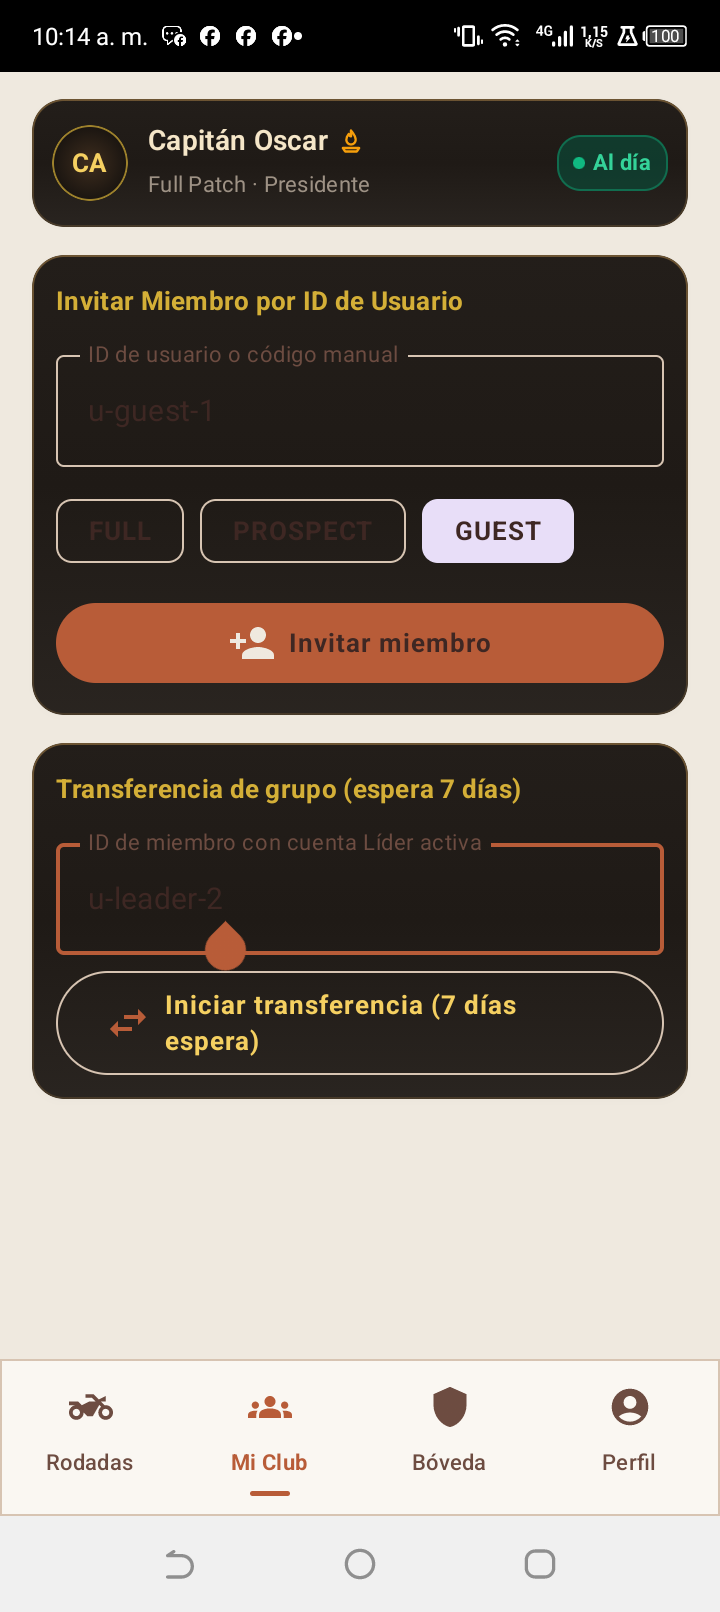 10:14 a. m.
4G
1,15
K/S
100
CA
Capitán Oscar
Full Patch · Presidente
Al día
Invitar Miembro por ID de Usuario
ID de usuario o código manual
u-guest-1
FULL
PROSPECT
GUEST
Invitar miembro
Transferencia de grupo (espera 7 días)
ID de miembro con cuenta Líder activa
u-leader-2
Iniciar transferencia (7 días
espera)
Rodadas
Mi Club
Bóveda
Perfil